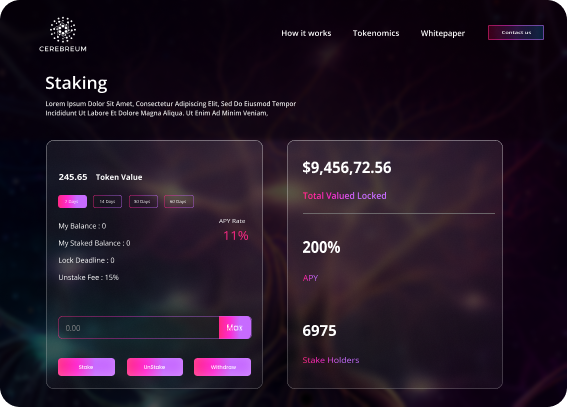 CEREBREUM
How it works
Tokenomics
Whitepaper
Contact us
Staking
Lorem Ipsum Dolor Sit Amet, Consectetur Adipiscing Elit, Sed Do Eiusmod Tempor
Incididunt Ut Labore Et Dolore Magna Aliqua. Ut Enim Ad Minim Veniam,
245.65 Token Value
Days
14 Days
30 Days
60 Days
My Balance : 0
APY Rate
11%
My Staked Balance : 0
Lock Deadline : 0
Unstake Fee : 15%
0.00
Max
Stake
UnStake
Withdraw
$9,456,72.56
Total Valued Locked
200%
APY
6975
Stake Holders